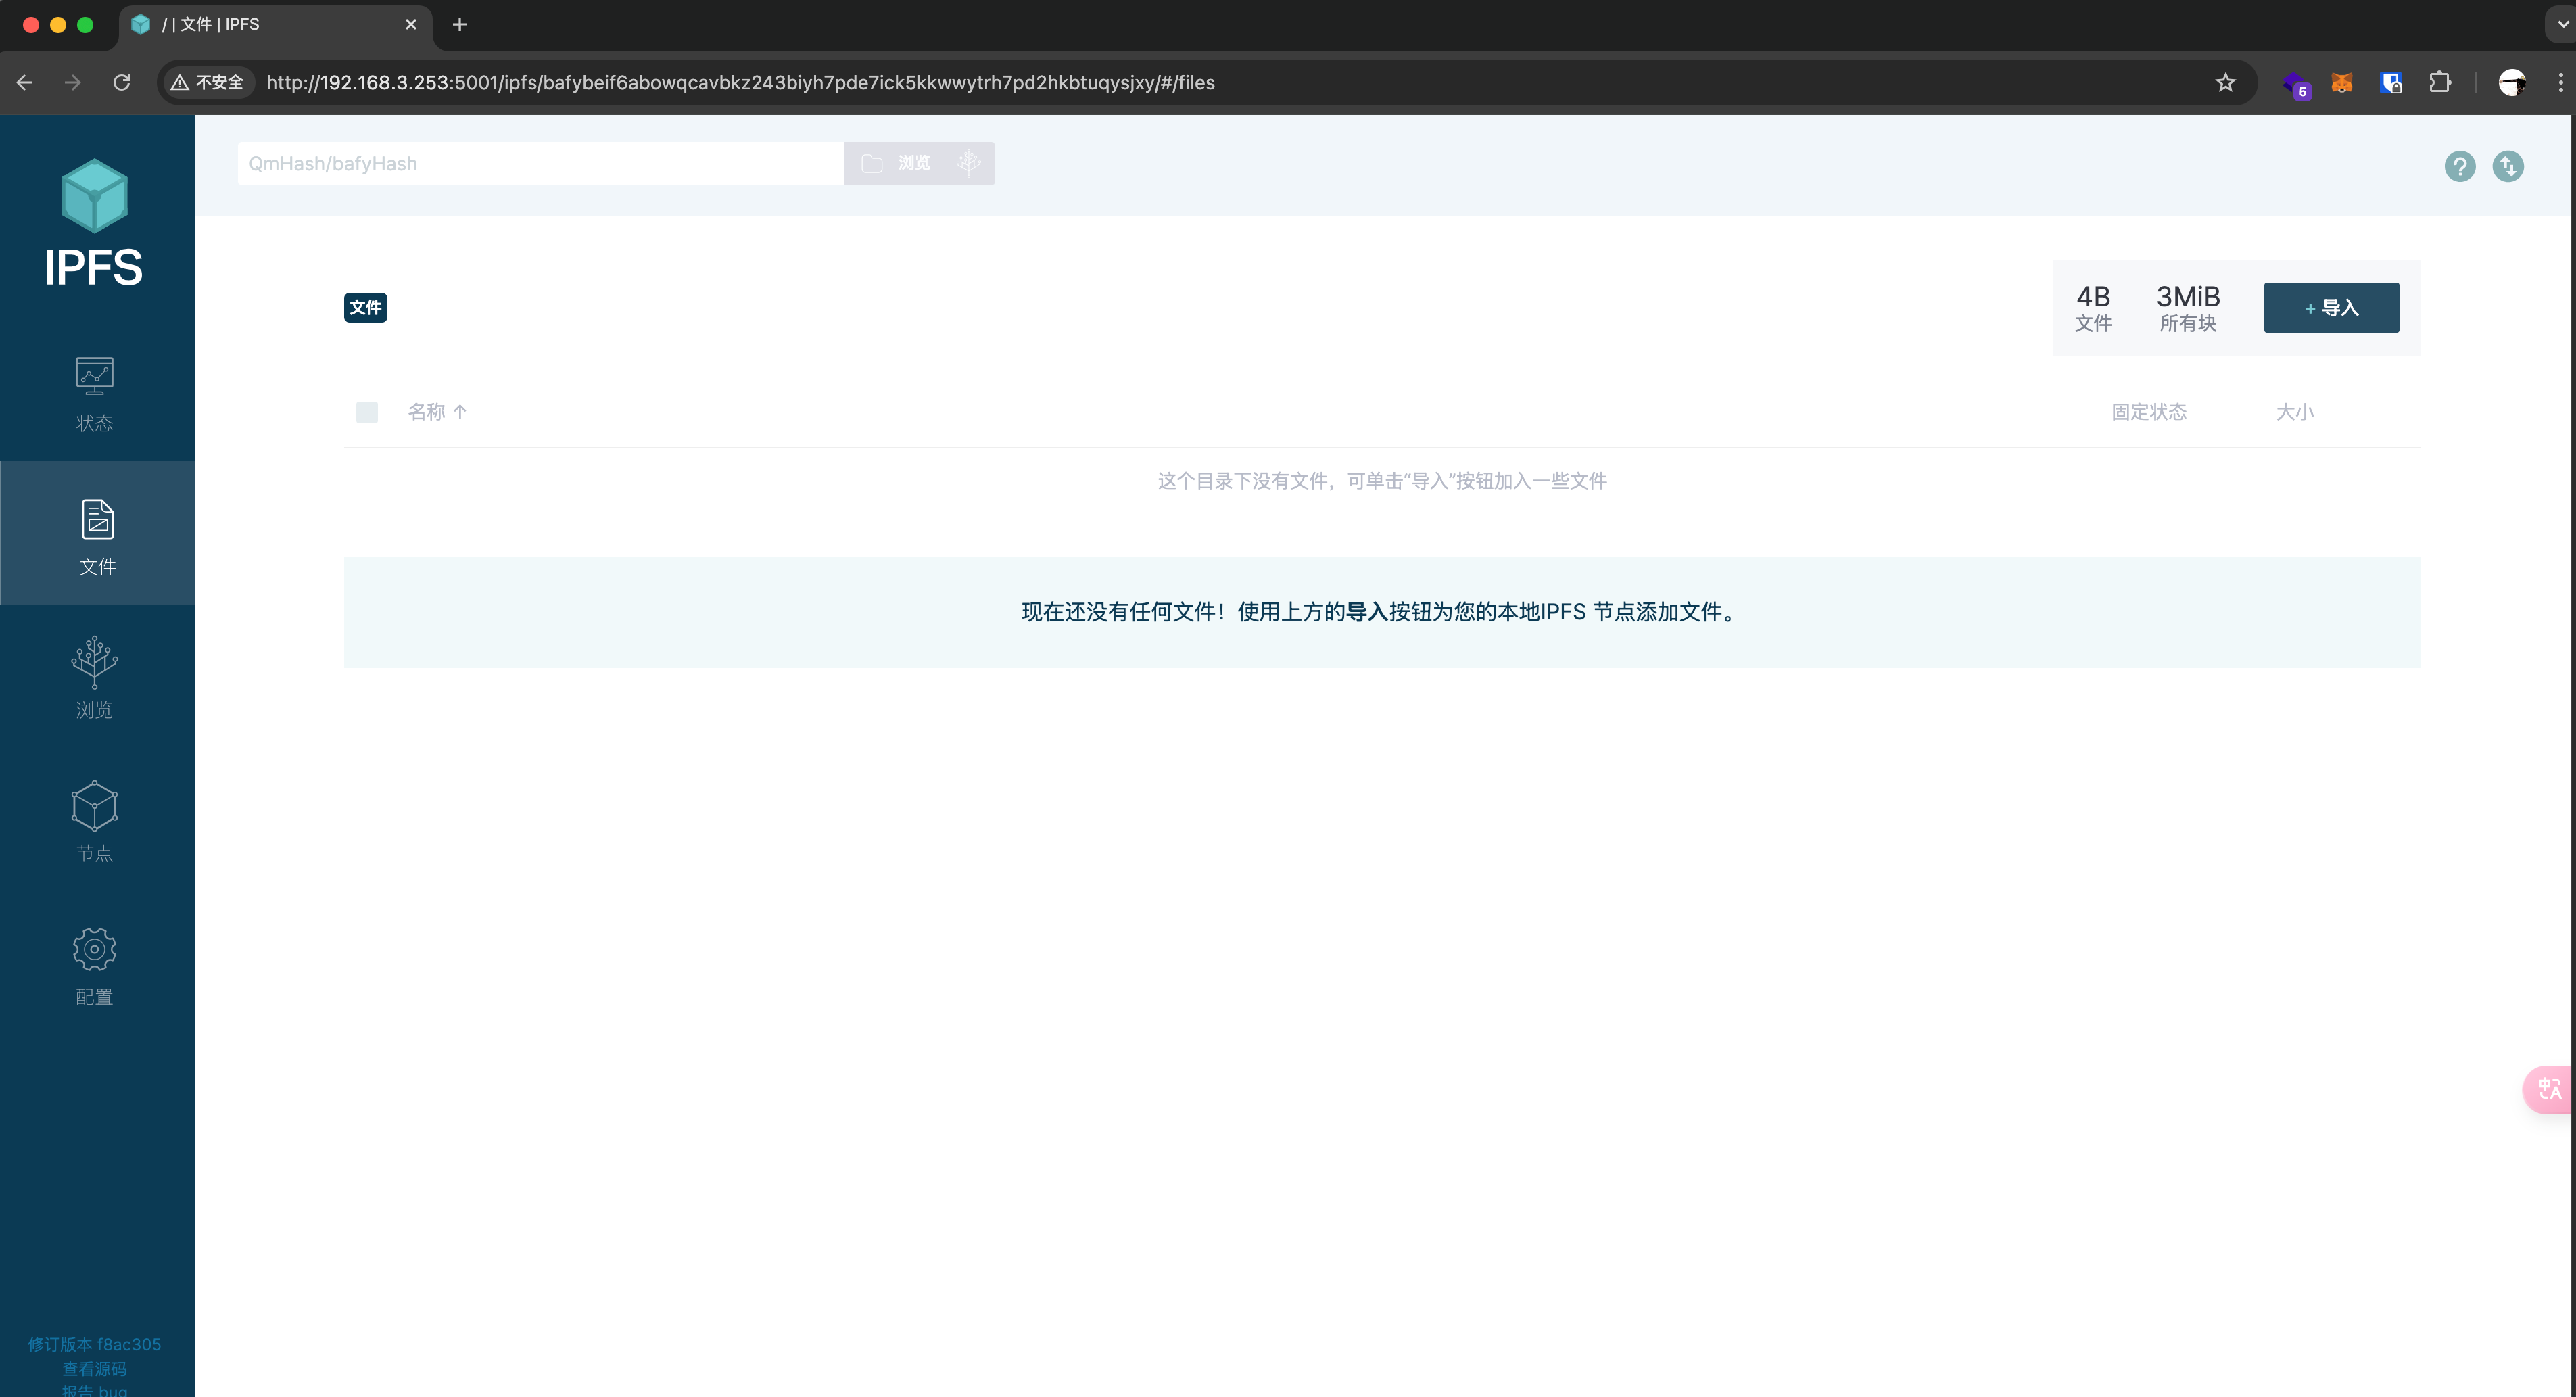 / | 文件 | IPFS
不安全 http://192.168.3.253:5001/ipfs/bafybeif6abowqcavbkz243biyh7pde7ick5kkwwytrh7pd2hkbtuqysjxy/#/files
5
QmHash/bafyHash
浏览
IPFS
文件
4B
文件
3MiB
所有块
+ 导入
名称 ↑
固定状态
大小
这个目录下没有文件，可单击“导入”按钮加入一些文件
现在还没有任何文件！使用上方的导入按钮为您的本地IPFS 节点添加文件。
状态
文件
浏览
节点
配置
修订版本 f8ac305
查看源码
报告 bug
中A